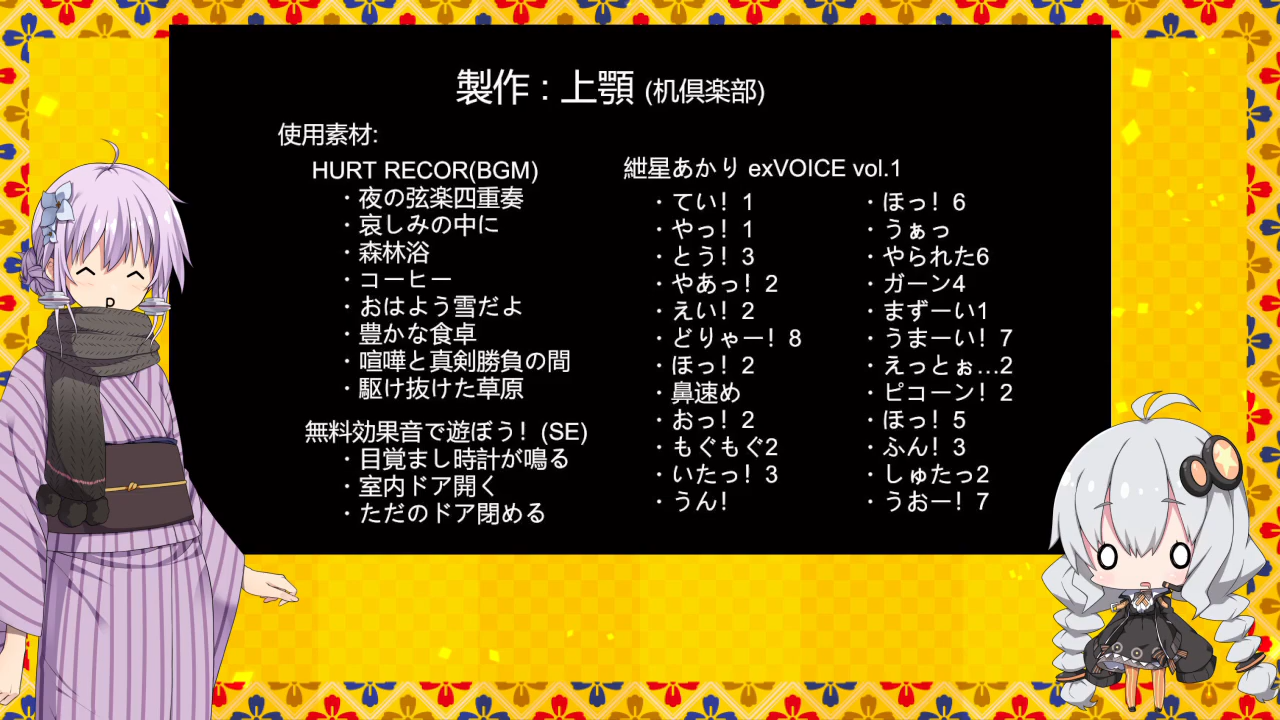 製作：上顎 (机倶楽部)
使用素材:
HURT RECOR(BGM)
・夜の弦楽四重奏
・哀しみの中に
・森林浴
・コーヒー
・おはよう雪だよ
・豊かな食卓
・喧嘩と真剣勝負の間
・駆け抜けた草原
無料効果音で遊ぼう！(SE)
・目覚まし時計が鳴る
・室内ドア開く
・ただのドア閉める
紲星あかり exVOICE vol.1
・てい！1
・やっ！1
・とう！3
・やあっ！2
・えい！2
・どりゃー！8
・ほっ！2
・鼻速め
・おっ！2
・もぐもぐ2
・いたっ！3
・うん！
・ほっ！6
・うぁっ
・やられた6
・ガーン4
・まずーい1
・うまーい！7
・えっとぉ…2
・ピコーン！2
・ほっ！5
・ふん！3
・しゅたっ2
・うおー！7